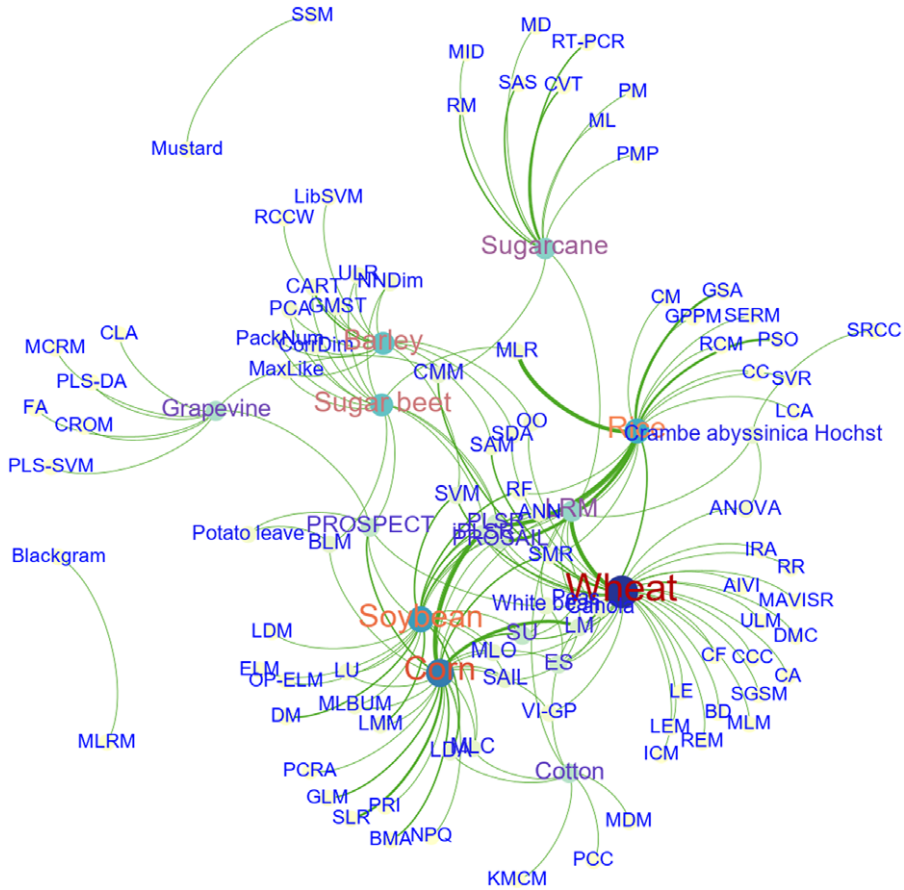 SSM
MD
RT-PCR
MID
SAS
CVT
PM
RM
ML
Mustard
PMP
LibSVM
RCCW
Sugarcane
ULR
NNDim
CART
GMST
PCA
CM
GSA
GPPM
SERM
SRCC
PackNum
CorrDim
Barley
CLA
MCRM
MLR
RCM
PSO
MaxLike
CMM
CC
SVR
PLS-DA
FA
Grapevine
Sugar beet
LCA
CROM
OO
SDA
SAM
Rice
Crambe abyssinica Hochst
PLS-SVM
SVM
RF
ANN
LRM
ANOVA
Potato leave
PROSPECT
BLM
PLSR
PROSAIL
SMR
Blackgram
IRA
RR
Wheat
AIVI
MAVISR
Peas
White bean
Canola
ULM
DMC
Soybean
LDM
SU
LM
MLO
CF
CCC
CA
ELM
OP-ELM
LU
Corn
SAIL
ES
LE
SGSM
DM
MLBUM
LMM
VI-GP
LEM
BD
MLM
REM
ICM
MLRM
LDA
MLC
PCRA
Cotton
GLM
PRI
SLR
BMA
NPQ
MDM
PCC
KMCM